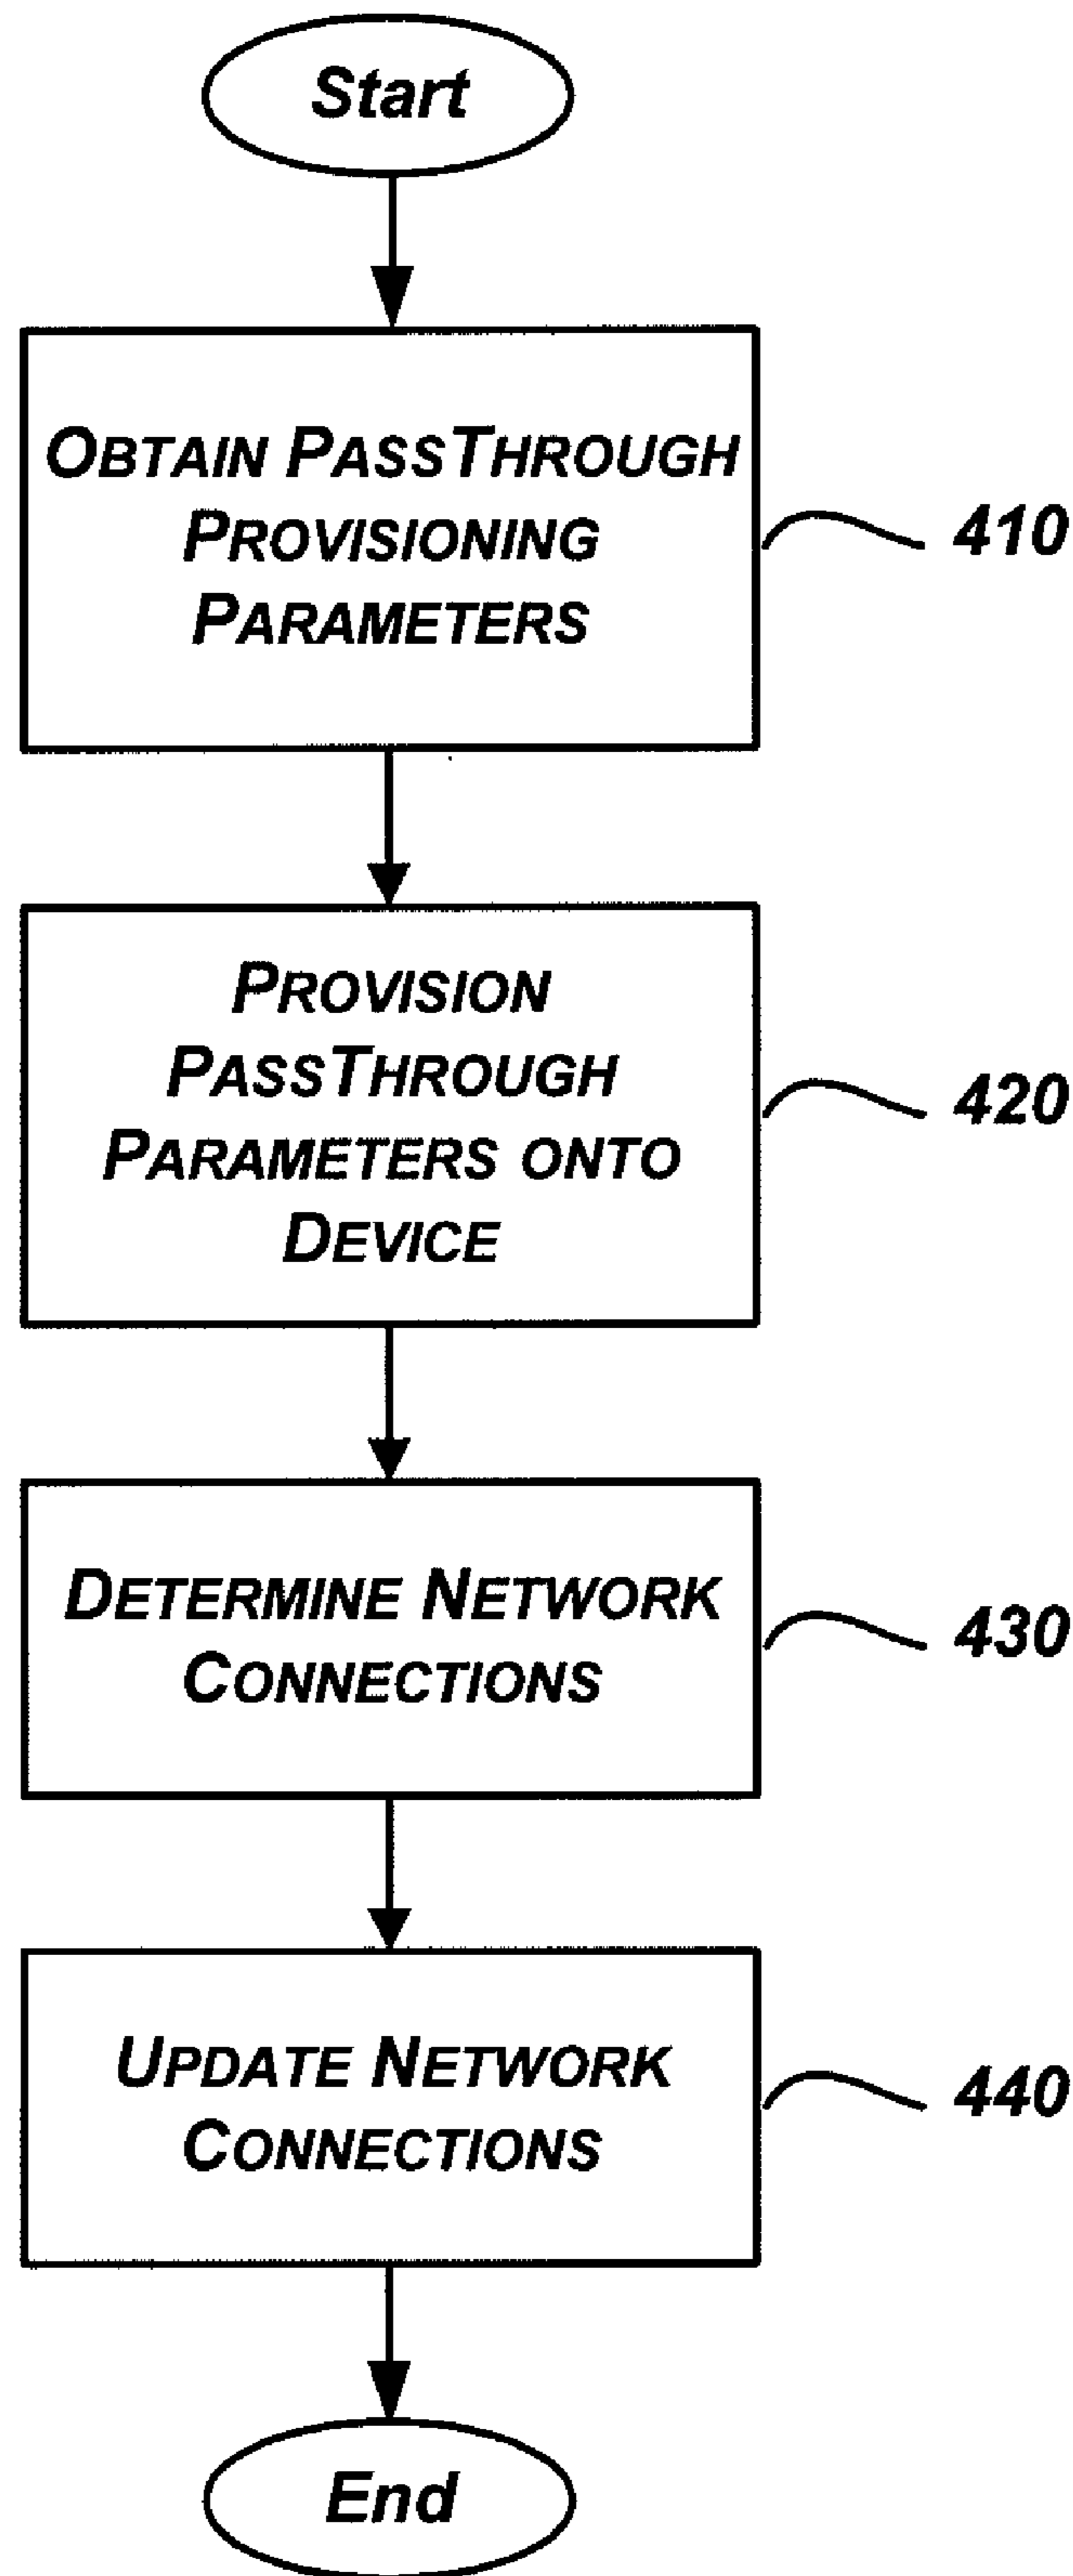 Start
OBTAIN PASSTHROUGH
PROVISIONING
PARAMETERS
410
PROVISION
PASSTHROUGH
PARAMETERS ONTO
DEVICE
420
DETERMINE NETWORK
CONNECTIONS
430
UPDATE NETWORK
CONNECTIONS
440
End